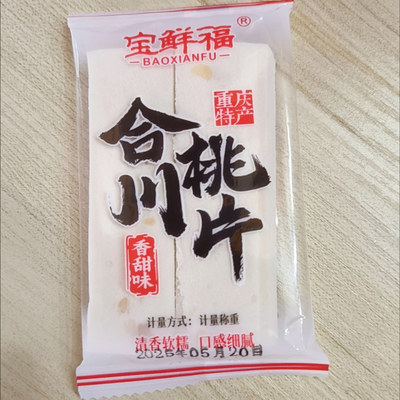 宝鲜福®
BAOXIANFU
重庆
特产
合川
桃片
香甜味
计量方式：计量称重
清香软糯 口感细腻
2025年05月20日